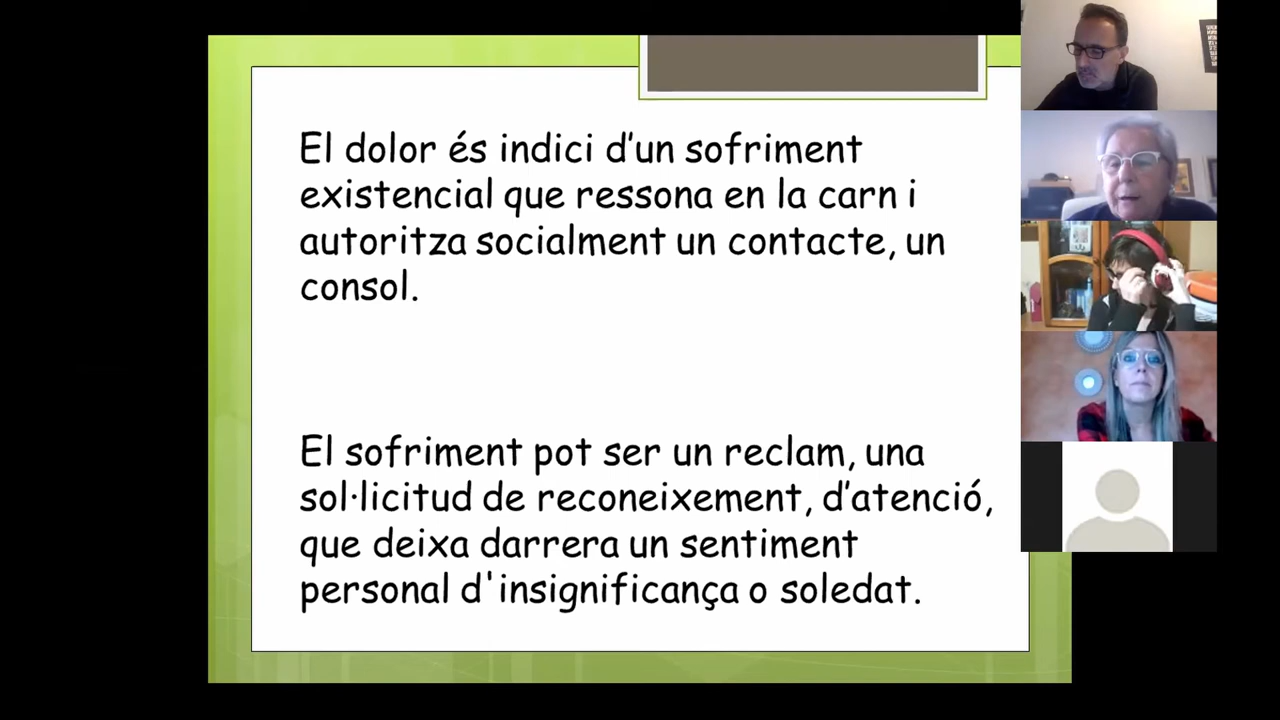 El dolor és indici d’un sofriment
existencial que ressona en la carn i
autoritza socialment un contacte, un
consol.
El sofriment pot ser un reclam, una
sol·licitud de reconeixement, d’atenció,
que deixa darrera un sentiment
personal d'insignificança o soledat.